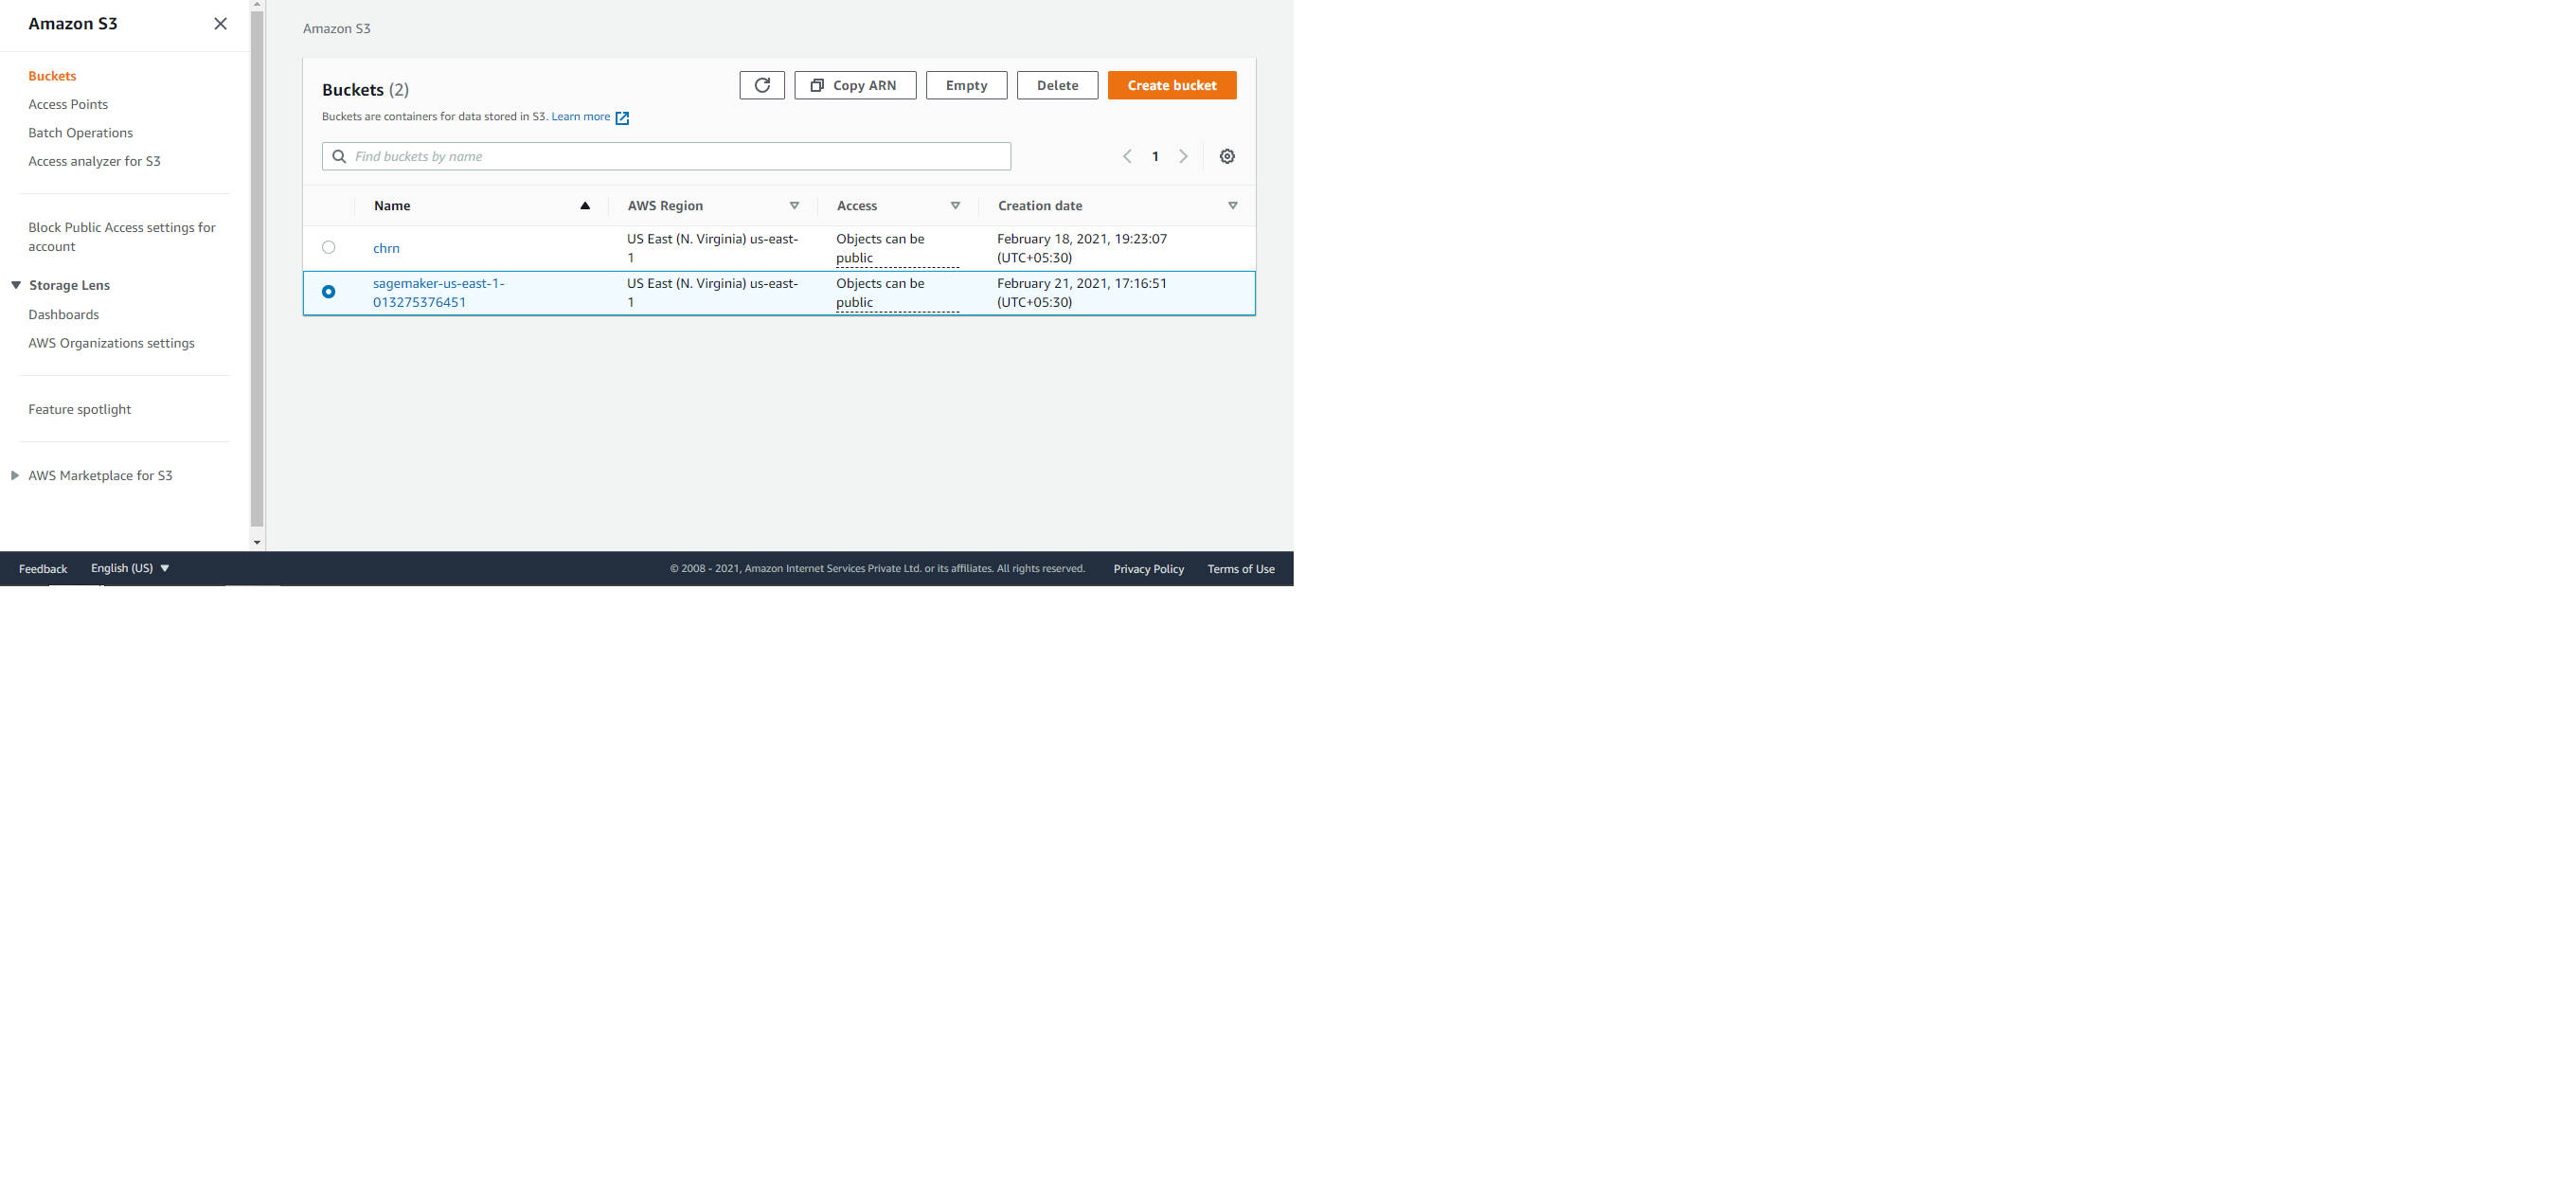 Amazon S3
Buckets
Access Points
Batch Operations
Access analyzer for S3
Block Public Access settings for
account
Storage Lens
Dashboards
AWS Organizations settings
Feature spotlight
AWS Marketplace for S3
Amazon S3
Buckets (2)
Copy ARN
Empty
Delete
Create bucket
Buckets are containers for data stored in S3. Learn more
Find buckets by name
1
Name
AWS Region
Access
Creation date
chrn
US East (N. Virginia) us-east-
1
Objects can be
public
February 18, 2021, 19:23:07
(UTC+05:30)
sagemaker-us-east-1-
013275376451
US East (N. Virginia) us-east-
1
Objects can be
public
February 21, 2021, 17:16:51
(UTC+05:30)
Feedback
English (US)
© 2008 - 2021, Amazon Internet Services Private Ltd. or its affiliates. All rights reserved.
Privacy Policy
Terms of Use